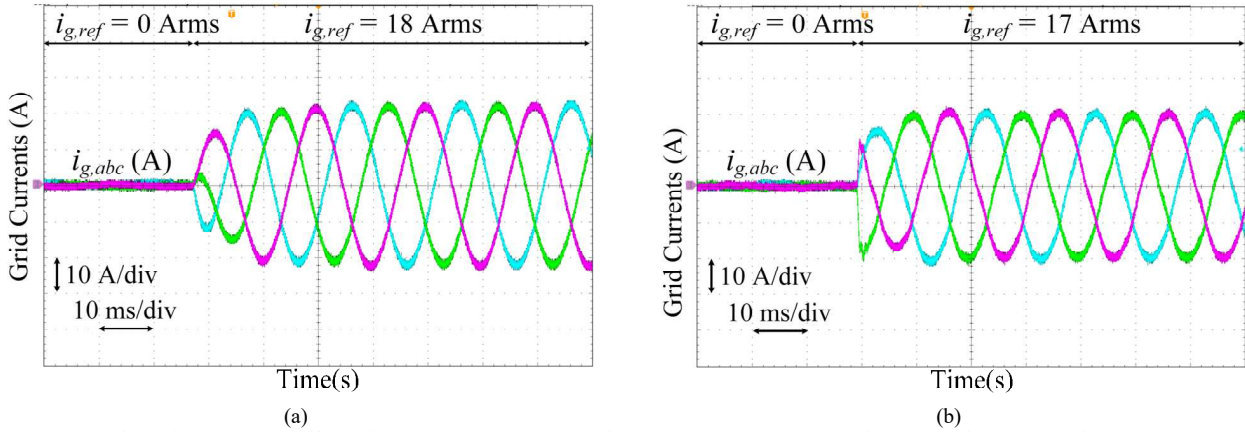 i_g,ref = 0 Arms
i_g,ref = 18 Arms
Grid Currents (A)
i_g,abc (A)
10 A/div
10 ms/div
Time(s)
(a)
i_g,ref = 0 Arms
i_g,ref = 17 Arms
Grid Currents (A)
i_g,abc (A)
10 A/div
10 ms/div
Time(s)
(b)